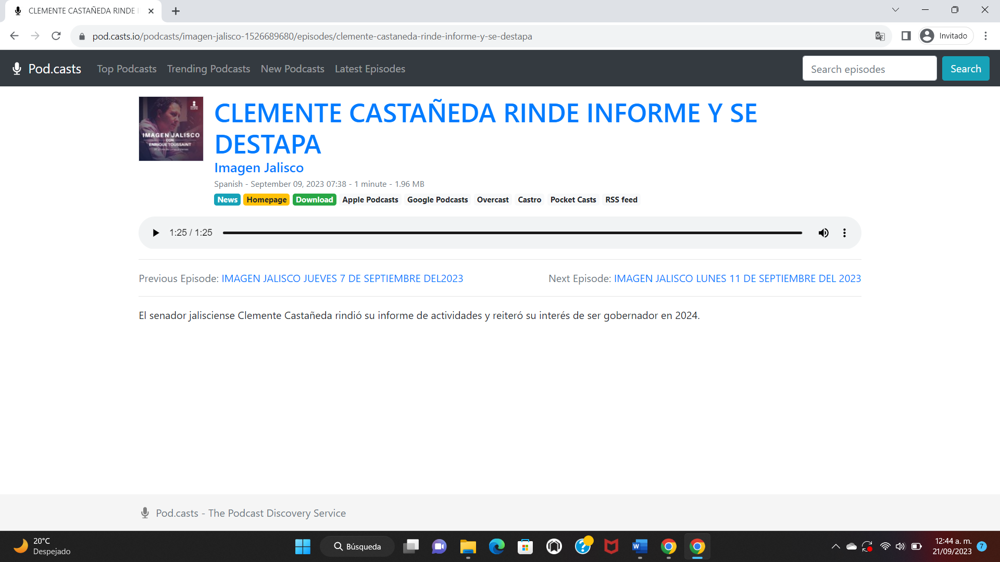 CLEMENTE CASTAÑEDA RINDE I
pod.casts.io/podcasts/imagen-jalisco-1526689680/episodes/clemente-castaneda-rinde-informe-y-se-destapa
Invitado
Pod.casts Top Podcasts Trending Podcasts New Podcasts Latest Episodes Search episodes Search
IMAGEN JALISCO
CON
ENRIQUE TOUSSAINT
CLEMENTE CASTAÑEDA RINDE INFORME Y SE
DESTAPA
Imagen Jalisco
Spanish - September 09, 2023 07:38 - 1 minute - 1.96 MB
News Homepage Download Apple Podcasts Google Podcasts Overcast Castro Pocket Casts RSS feed
1:25 / 1:25
Previous Episode: IMAGEN JALISCO JUEVES 7 DE SEPTIEMBRE DEL2023 Next Episode: IMAGEN JALISCO LUNES 11 DE SEPTIEMBRE DEL 2023
El senador jalisciense Clemente Castañeda rindió su informe de actividades y reiteró su interés de ser gobernador en 2024.
Pod.casts - The Podcast Discovery Service
20°C
Despejado
Búsqueda
12:44 a. m.
21/09/2023
7